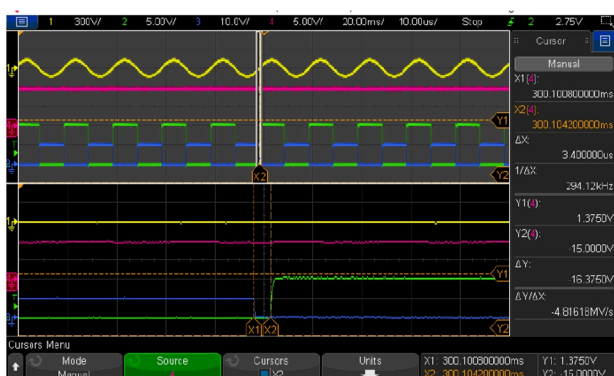 1 300V/ 2 5.00V/ 3 10.0V/ 4 5.00V/ 20.00ms/ 10.00us/ Stop 2 2.75V
Cursor
Manual
X1(4):
300.100800000ms
X2(4):
300.104200000ms
ΔX:
3.400000us
1/ΔX:
294.12kHz
Y1(4):
1.3750V
Y2(4):
-15.0000V
ΔY:
-16.3750V
ΔY/ΔX:
-4.81618MV/s
Y1
X2
Y2
Y1
X1 X2
Y2
Cursors Menu
Mode Source Cursors Units X1: 300.100800000ms Y1: 1.3750V
Manual 4 X2 X2: 300.104200000ms Y2: -15.0000V